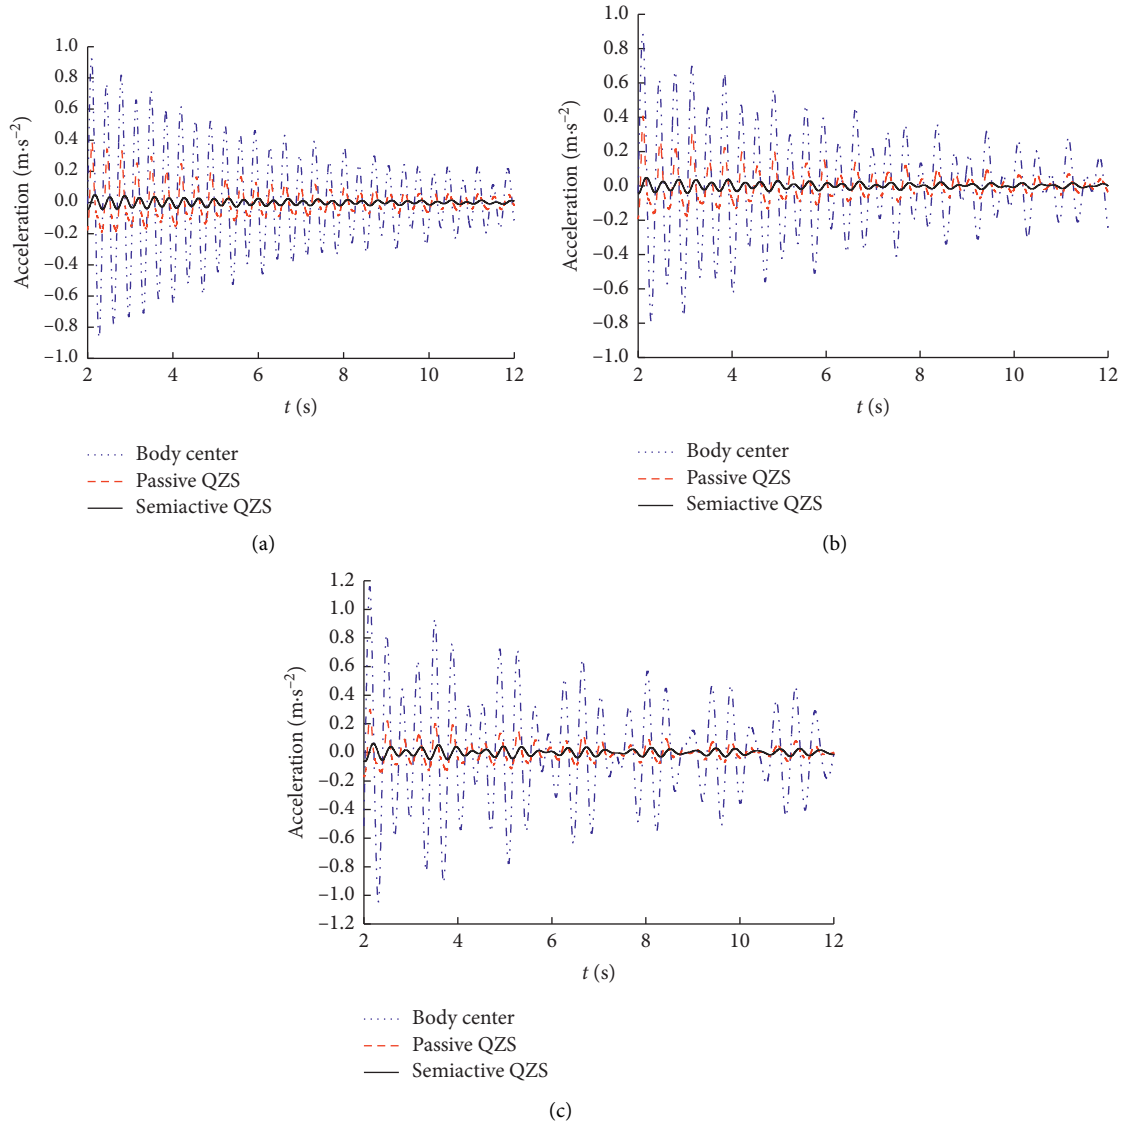 1.0
0.8
0.6
0.4
0.2
0.0
–0.2
–0.4
–0.6
–0.8
–1.0
Acceleration (m·s⁻²)
2 4 6 8 10 12
t (s)
Body center
Passive QZS
Semiactive QZS
(a)
1.0
0.8
0.6
0.4
0.2
0.0
–0.2
–0.4
–0.6
–0.8
–1.0
Acceleration (m·s⁻²)
2 4 6 8 10 12
t (s)
Body center
Passive QZS
Semiactive QZS
(b)
1.2
1.0
0.8
0.6
0.4
0.2
0.0
–0.2
–0.4
–0.6
–0.8
–1.0
–1.2
Acceleration (m·s⁻²)
2 4 6 8 10 12
t (s)
Body center
Passive QZS
Semiactive QZS
(c)